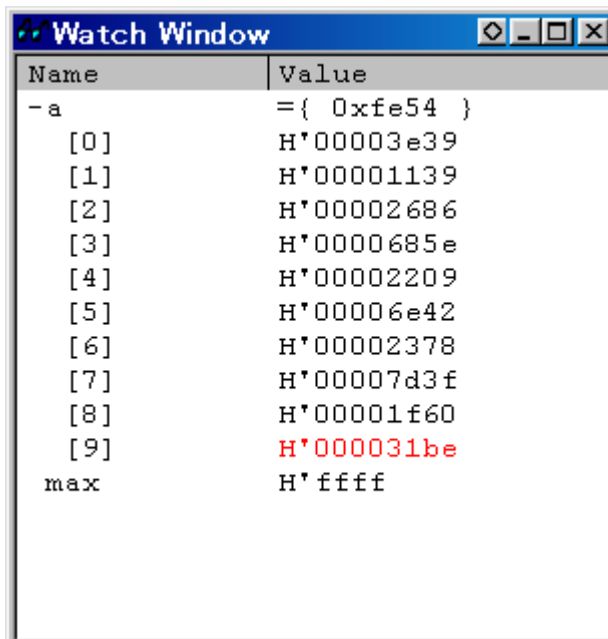 Watch Window
Name Value
-a ={ 0xfe54 }
[0] H'00003e39
[1] H'00001139
[2] H'00002686
[3] H'0000685e
[4] H'00002209
[5] H'00006e42
[6] H'00002378
[7] H'00007d3f
[8] H'00001f60
[9] H'000031be
max H'ffff